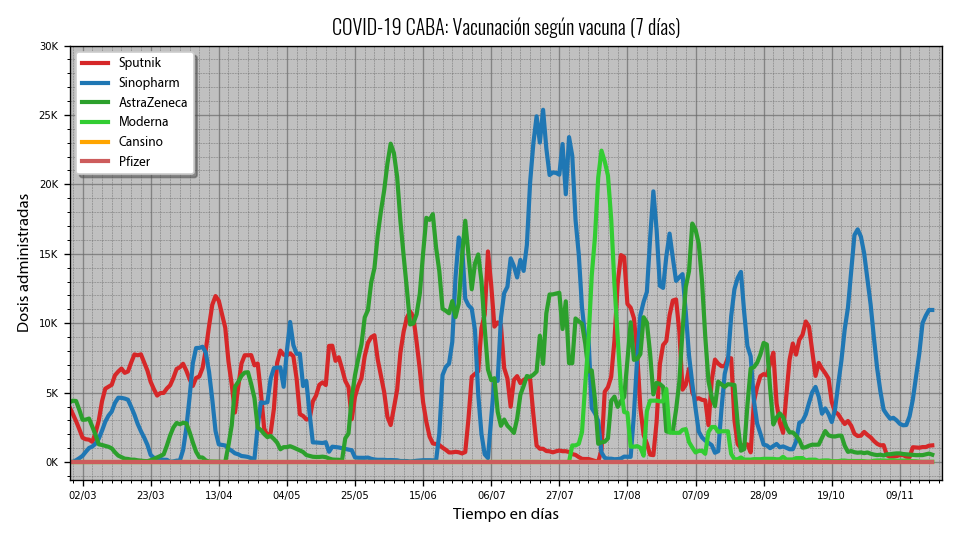 COVID-19 CABA: Vacunación según vacuna (7 días)
30K
25K
20K
15K
10K
5K
0K
Dosis administradas
Sputnik
Sinopharm
AstraZeneca
Moderna
Cansino
Pfizer
02/03 23/03 13/04 04/05 25/05 15/06 06/07 27/07 17/08 07/09 28/09 19/10 09/11
Tiempo en días